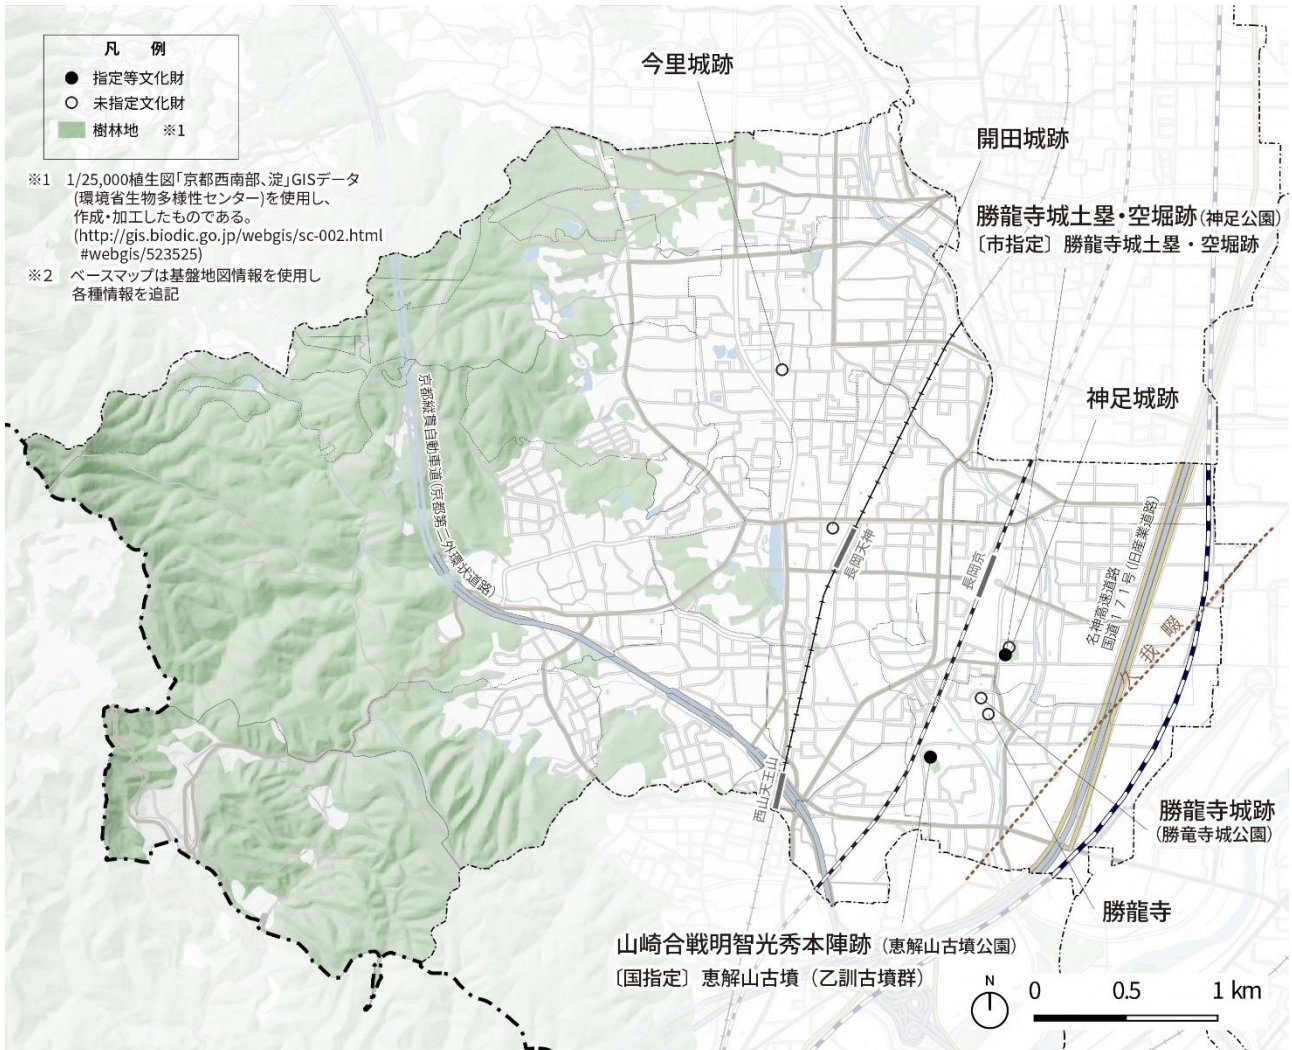 凡 例
指定等文化財
未指定文化財
樹林地 ※1
※1 1/25,000植生図「京都西南部、淀」GISデータ
(環境省生物多様性センター)を使用し、
作成・加工したものである。
(http://gis.biodic.go.jp/webgis/sc-002.html
#webgis/523525)
※2 ベースマップは基盤地図情報を使用し
各種情報を追記
今里城跡
開田城跡
勝龍寺城土塁・空堀跡(神足公園)
〔市指定〕勝龍寺城土塁・空堀跡
神足城跡
京都縦貫自動車道(京都第二外環状道路)
長岡天神
長岡京
名神高速道路
国道171号(旧産業道路)
久我畷
西山天王山
勝龍寺城跡
(勝竜寺城公園)
勝龍寺
山崎合戦明智光秀本陣跡 (恵解山古墳公園)
〔国指定〕恵解山古墳(乙訓古墳群)
N
0 0.5 1 km